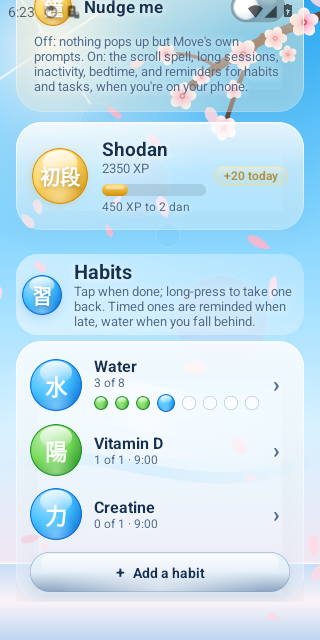 6:23
Nudge me
Off: nothing pops up but Move's own
prompts. On: the scroll spell, long sessions,
inactivity, bedtime, and reminders for habits
and tasks, when you're on your phone.
初段
Shodan
2350 XP
+20 today
450 XP to 2 dan
習
Habits
Tap when done; long-press to take one
back. Timed ones are reminded when
late, water when you fall behind.
水
Water
3 of 8
›
陽
Vitamin D
1 of 1 · 9:00
›
力
Creatine
0 of 1 · 9:00
›
+ Add a habit